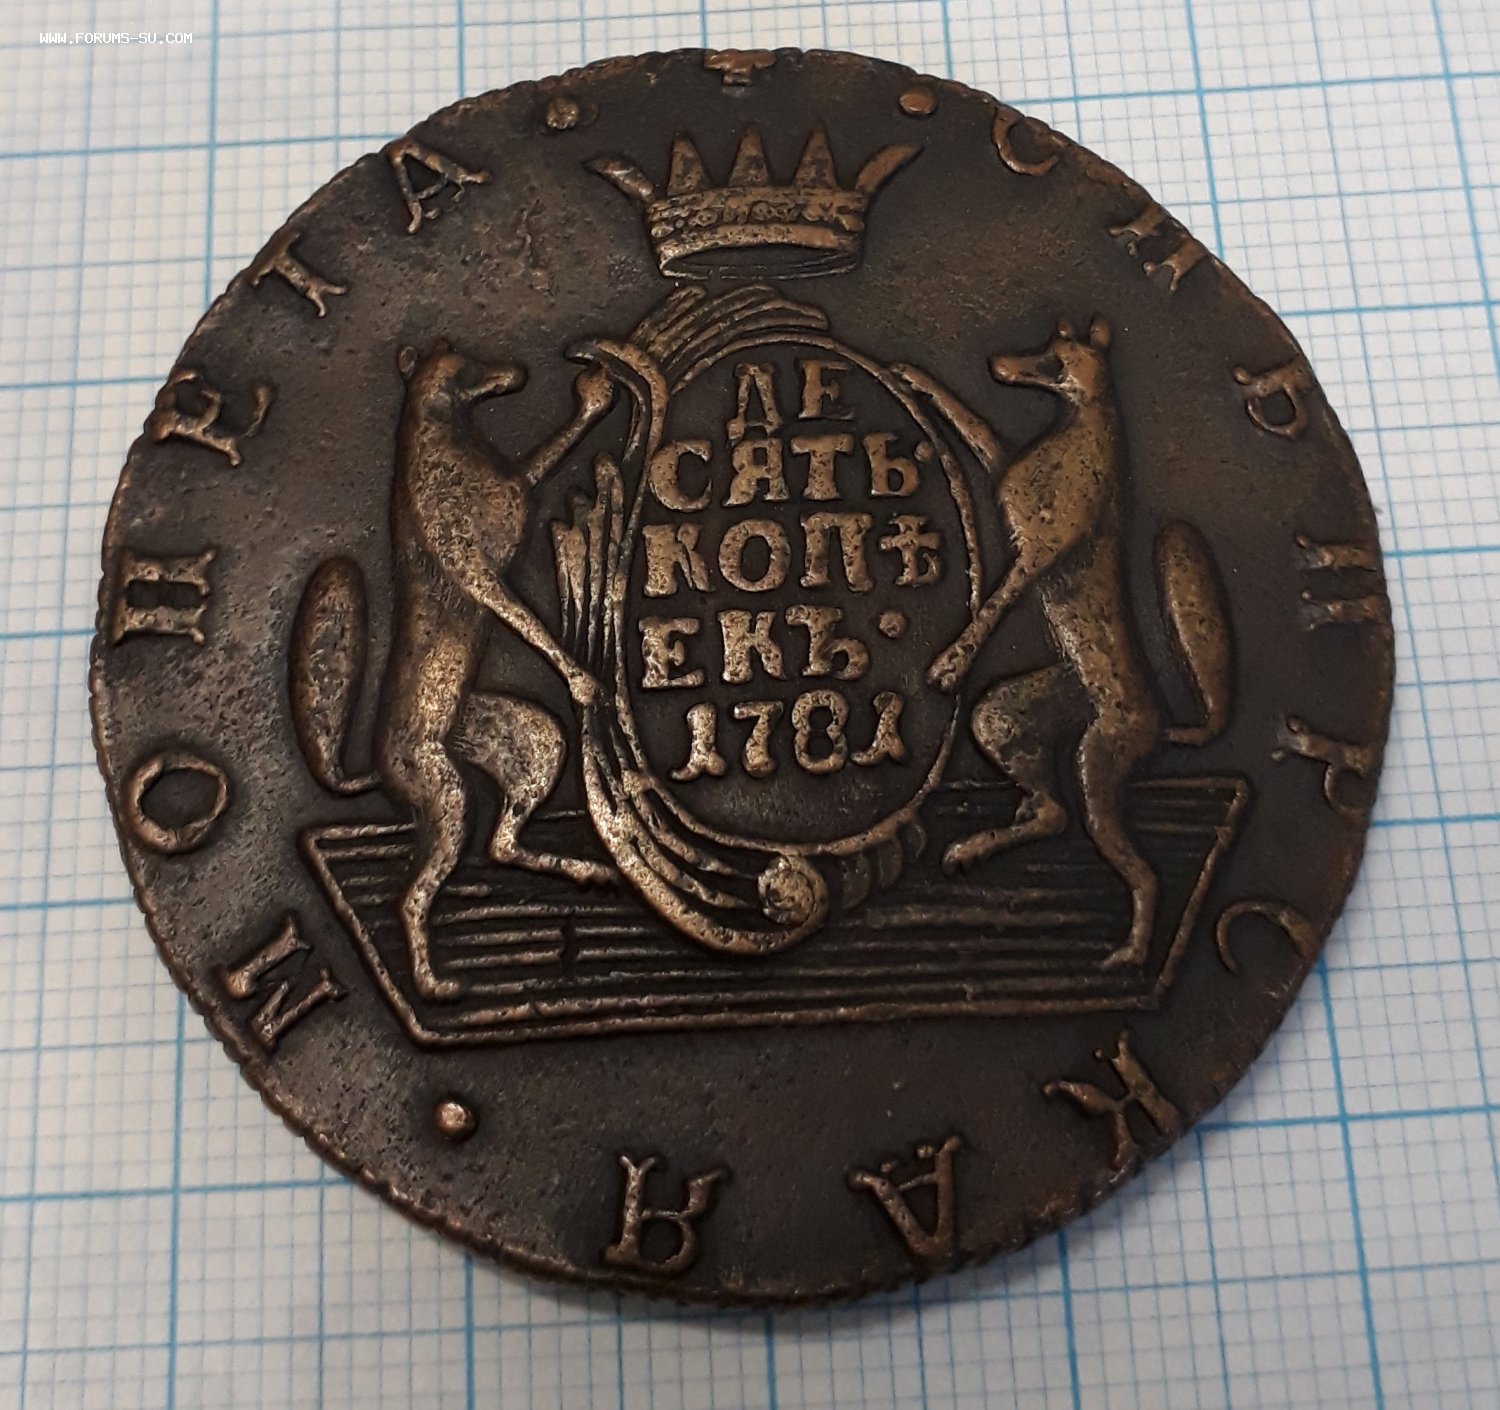 WWW.FORUMS-SU.COM
СИБИРСКАЯ
МОНЕТА
ДЕ
СЯТЬ
КОПѢ
ЕКЪ
1781